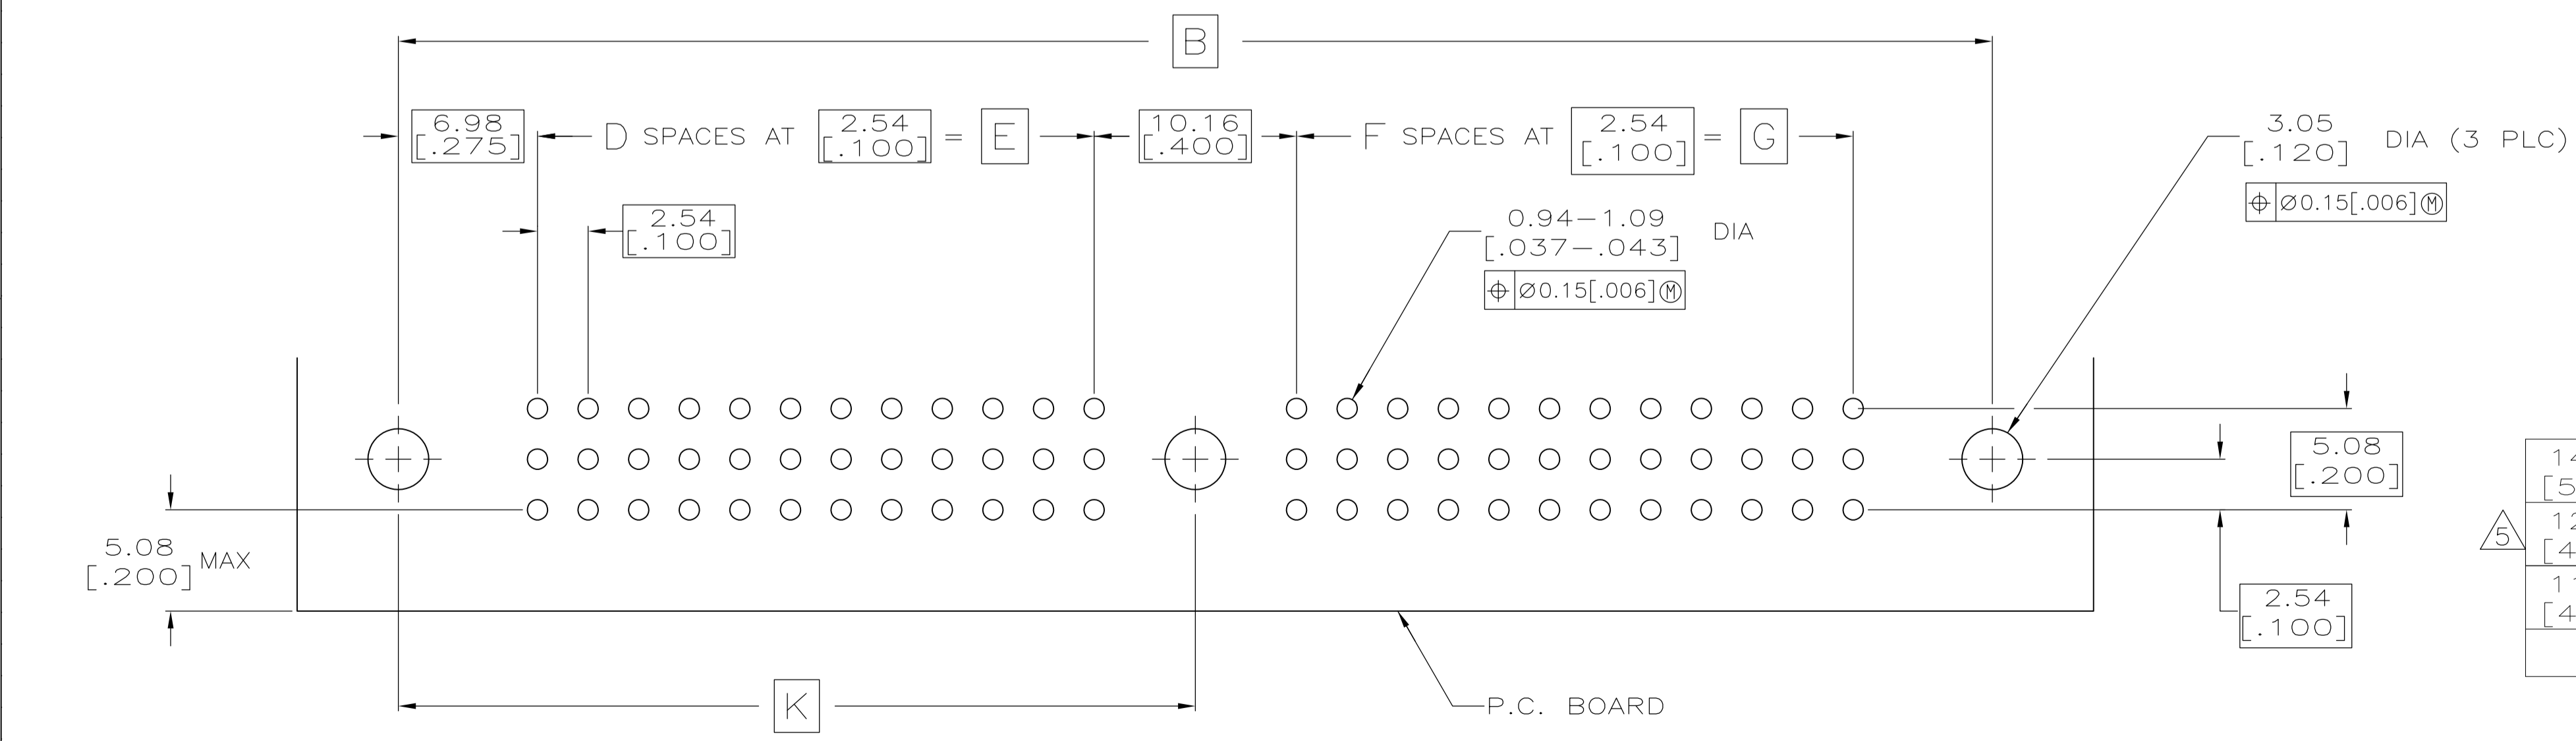 B
6.98
[.275]
D SPACES AT 2.54 [.100] = E
10.16
[.400]
F SPACES AT 2.54 [.100] = G
3.05
[.120]
DIA (3 PLC)
⌖ ⌀0.15[.006]Ⓜ
2.54
[.100]
0.94-1.09
[.037-.043]
DIA
⌖ ⌀0.15[.006]Ⓜ
5.08
[.200]
5
5.08
[.200]
MAX
2.54
[.100]
K
P.C. BOARD